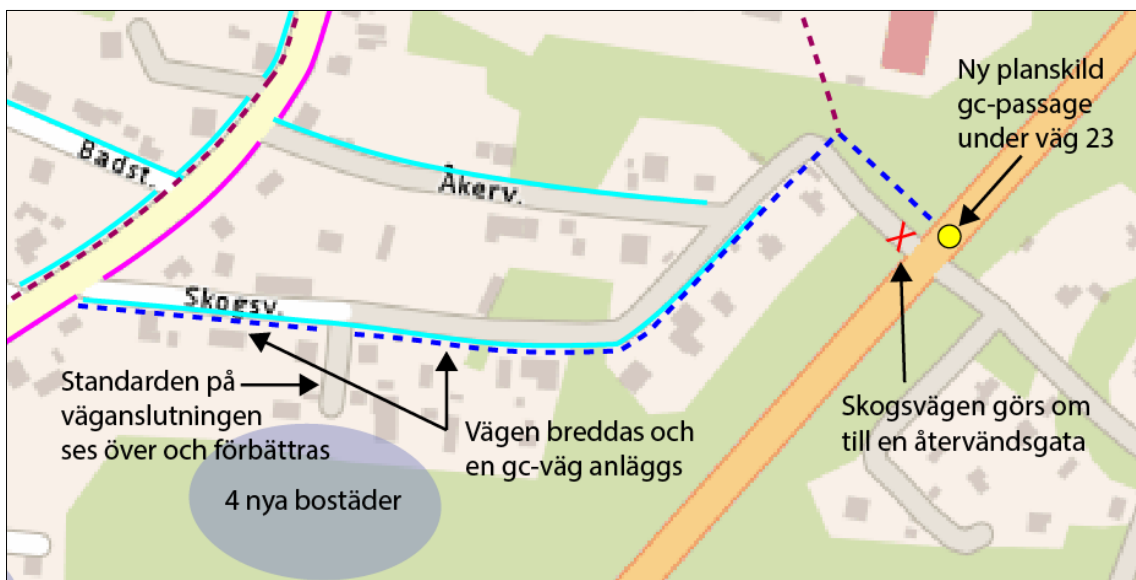 Ny planskild
gc-passage
under väg 23
Badst.
Åkerv.
Skogsv.
Standarden på
väganslutningen
ses över och förbättras
Vägen breddas och
en gc-väg anläggs
Skogsvägen görs om
till en återvändsgata
4 nya bostäder